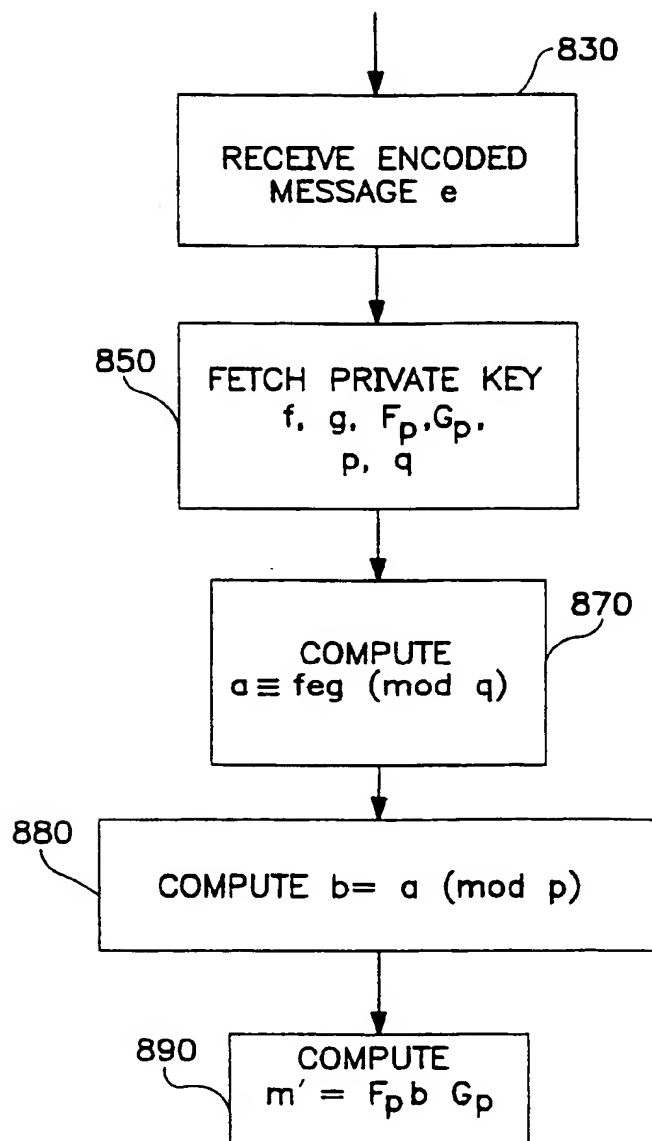 830
RECEIVE ENCODED
MESSAGE e
850
FETCH PRIVATE KEY
f, g, Fp,Gp,
p, q
870
COMPUTE
a ≡ feg (mod q)
880
COMPUTE b= a (mod p)
890
COMPUTE
m' = Fp b Gp